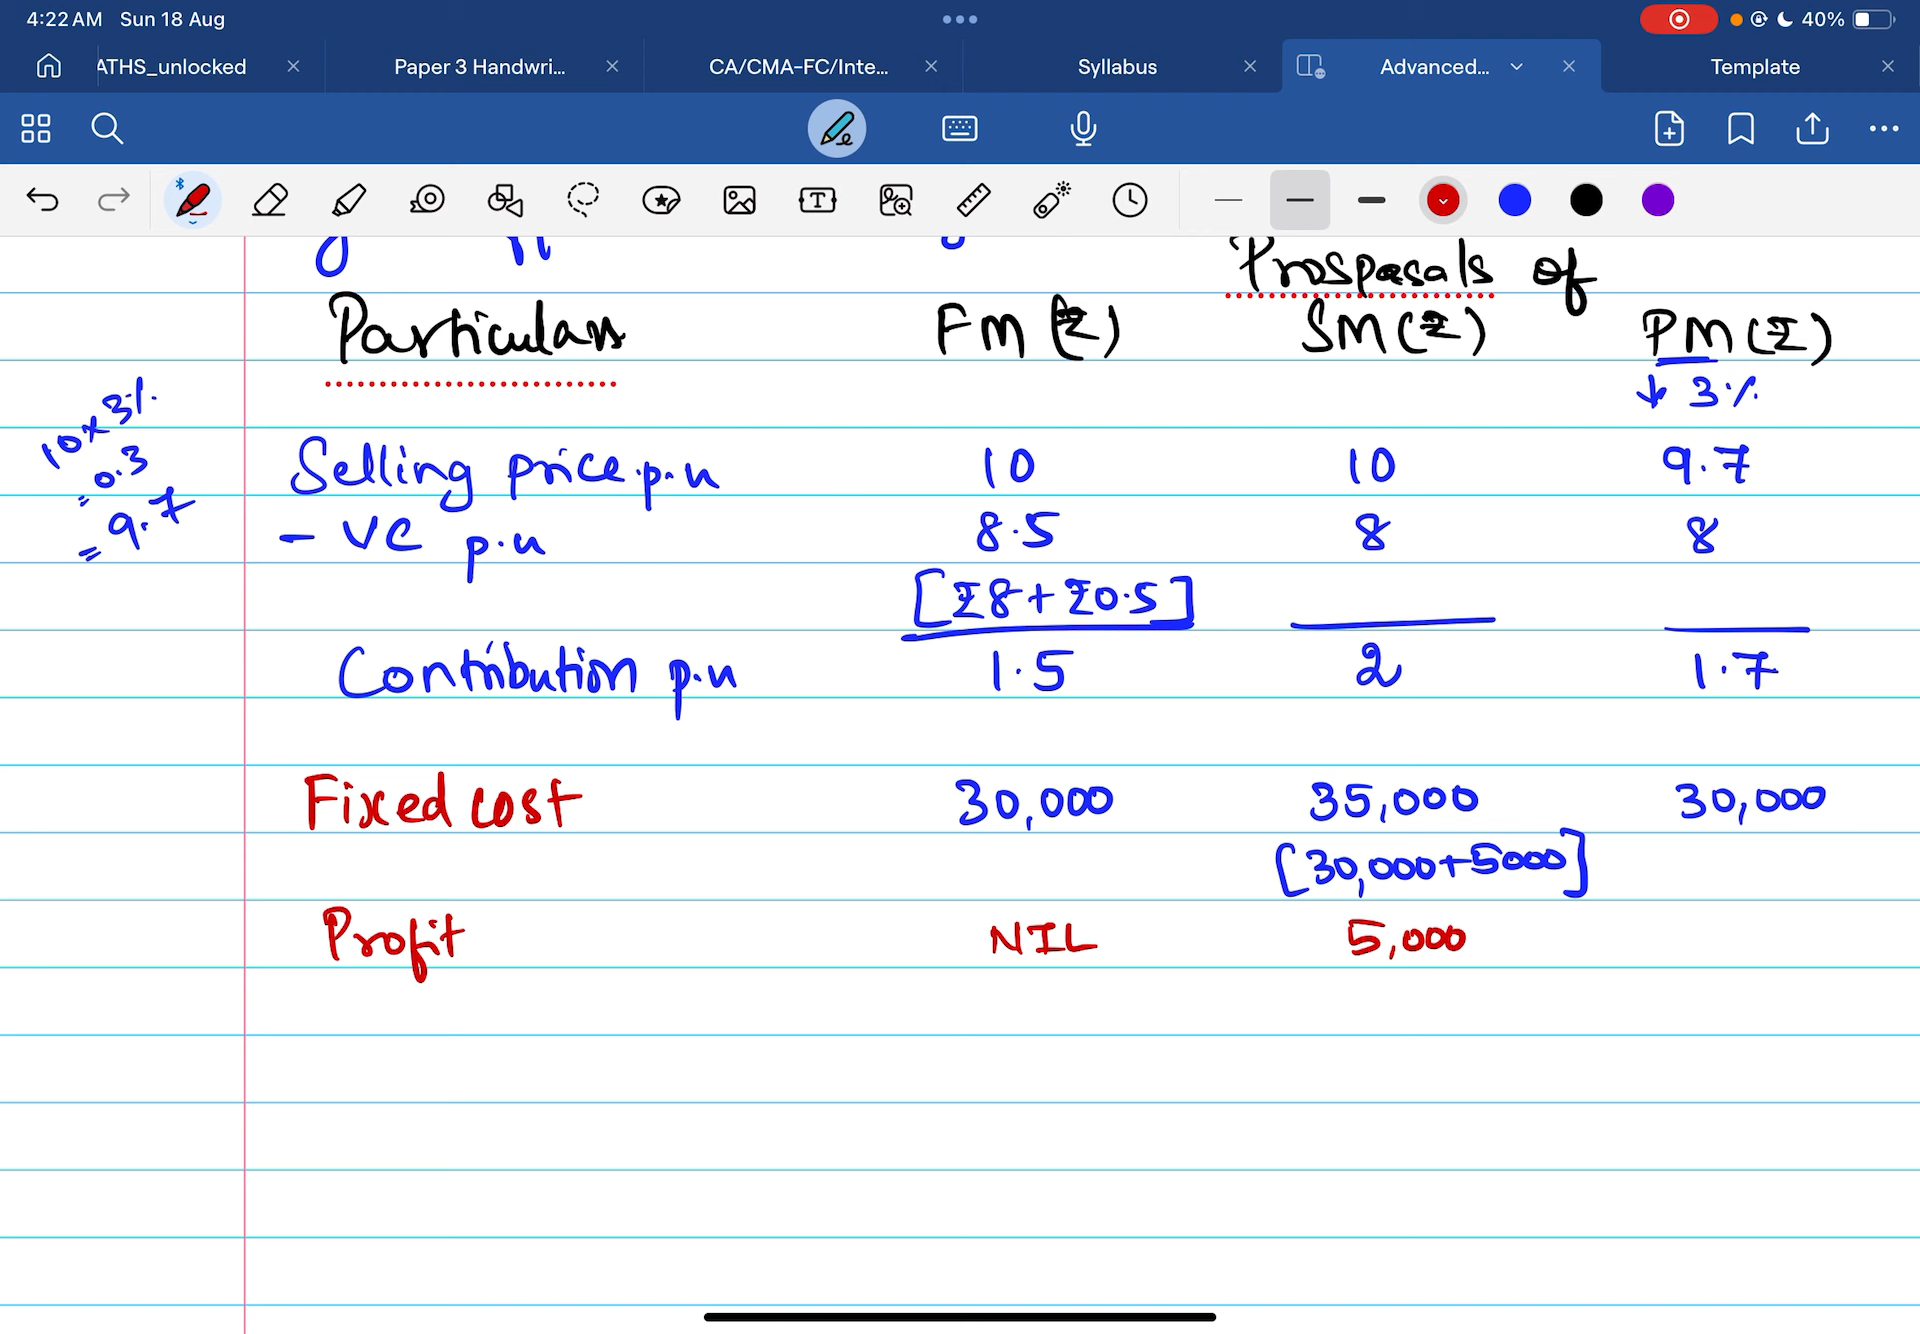 4:22 AM Sun 18 Aug
40%
ATHS_unlocked
Paper 3 Handwri...
CA/CMA-FC/Inte...
Syllabus
Advanced...
Template
Prosposals of
Particulars FM (₹) SM (₹) PM (₹)
↓ 3%
10 x 3%
= 0.3
= 9.7
Selling price p.u 10 10 9.7
- VC p.u 8.5 8 8
[₹8 + ₹0.5]
Contribution p.u 1.5 2 1.7
Fixed cost 30,000 35,000 30,000
[30,000+5000]
Profit NIL 5,000